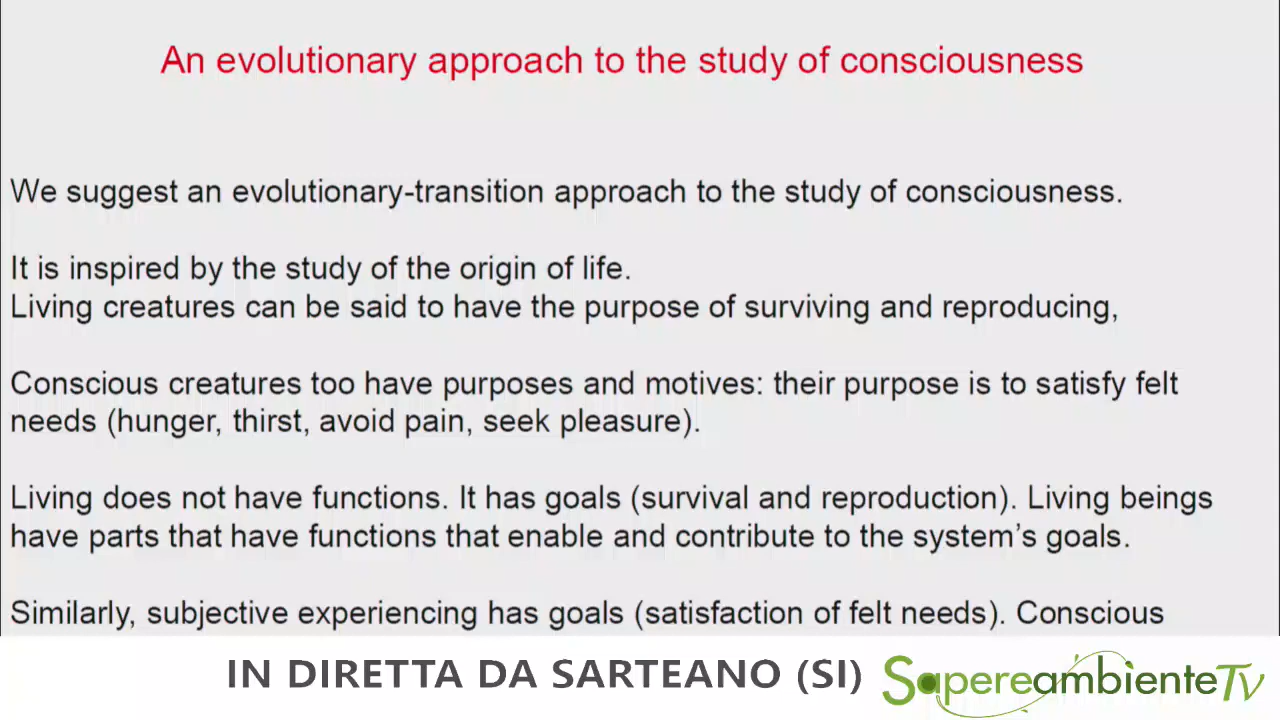 An evolutionary approach to the study of consciousness
We suggest an evolutionary-transition approach to the study of consciousness.
It is inspired by the study of the origin of life.
Living creatures can be said to have the purpose of surviving and reproducing,
Conscious creatures too have purposes and motives: their purpose is to satisfy felt
needs (hunger, thirst, avoid pain, seek pleasure).
Living does not have functions. It has goals (survival and reproduction). Living beings
have parts that have functions that enable and contribute to the system's goals.
Similarly, subjective experiencing has goals (satisfaction of felt needs). Conscious
IN DIRETTA DA SARTEANO (SI)
SapereambienteTv